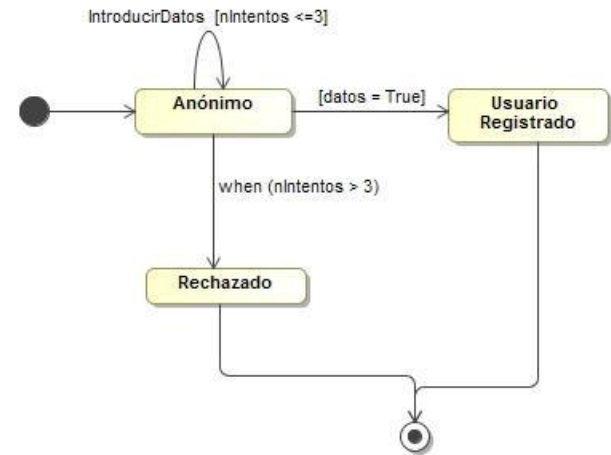 IntroducirDatos [nIntentos <=3]
Anónimo
[datos = True]
Usuario
Registrado
when (nIntentos > 3)
Rechazado